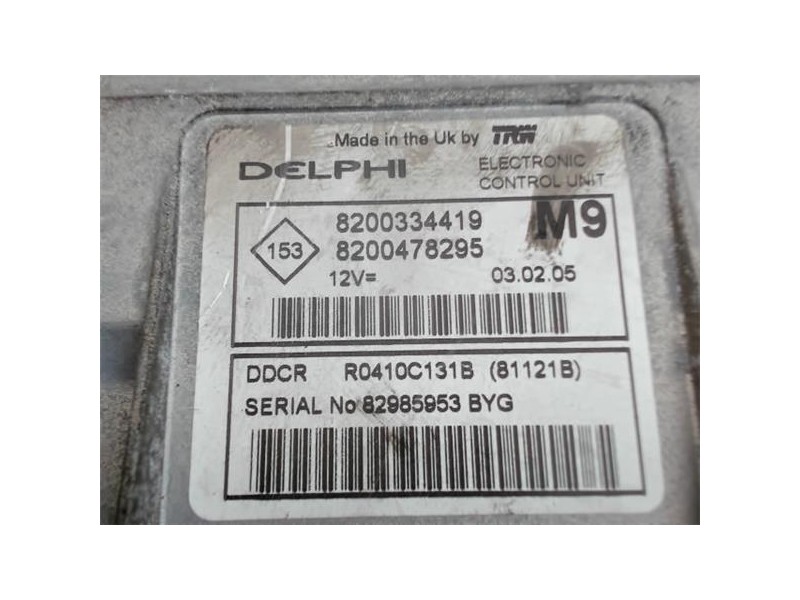 Made in the Uk by TRW
DELPHI
ELECTRONIC
CONTROL UNIT
M9
153
8200334419
8200478295
12V= 03.02.05
DDCR R0410C131B (81121B)
SERIAL No 82985953 BYG